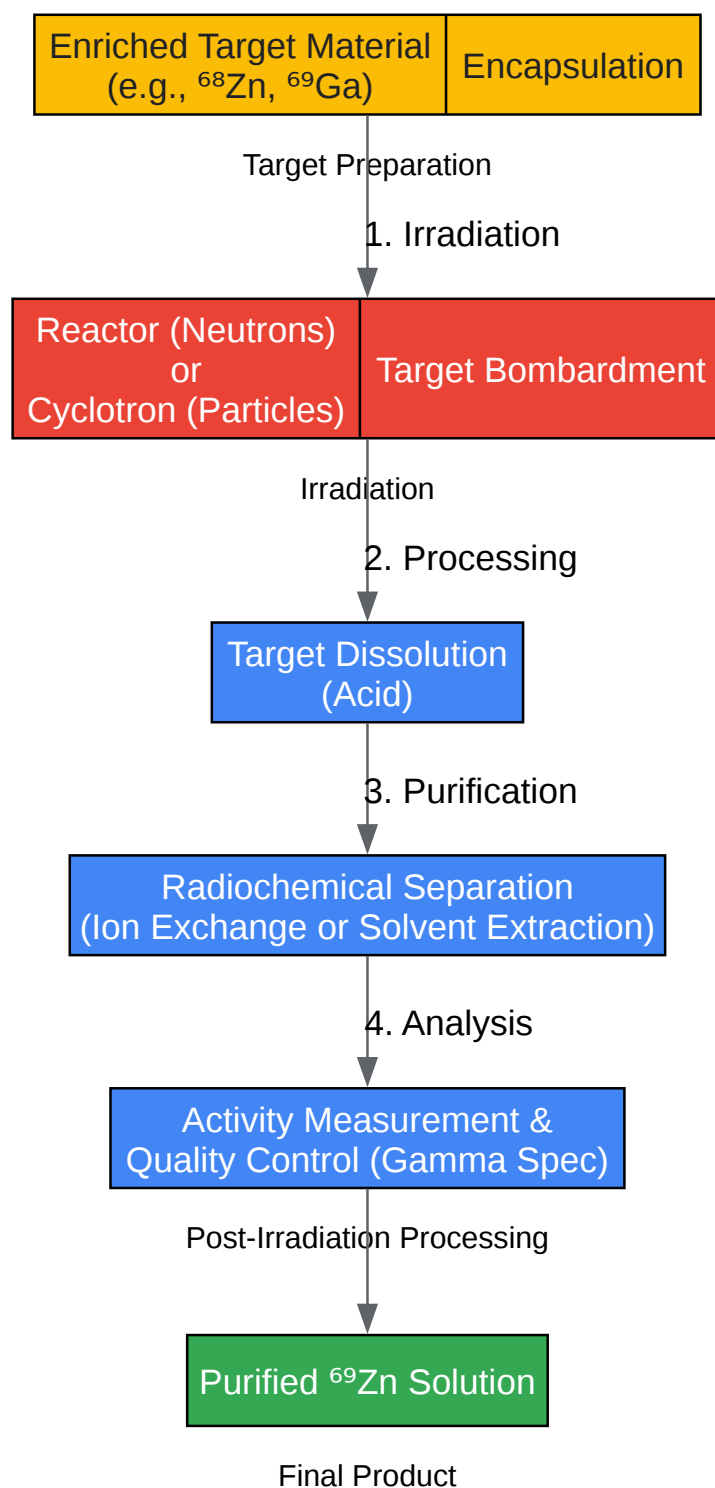 Enriched Target Material
(e.g., ⁶⁸Zn, ⁶⁹Ga)
Encapsulation
Target Preparation
1. Irradiation
Reactor (Neutrons)
or
Cyclotron (Particles)
Target Bombardment
Irradiation
2. Processing
Target Dissolution
(Acid)
3. Purification
Radiochemical Separation
(Ion Exchange or Solvent Extraction)
4. Analysis
Activity Measurement &
Quality Control (Gamma Spec)
Post-Irradiation Processing
Purified ⁶⁹Zn Solution
Final Product